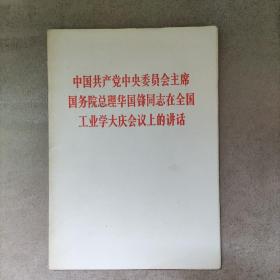 中国共产党中央委员会主席
国务院总理华国锋同志在全国
工业学大庆会议上的讲话